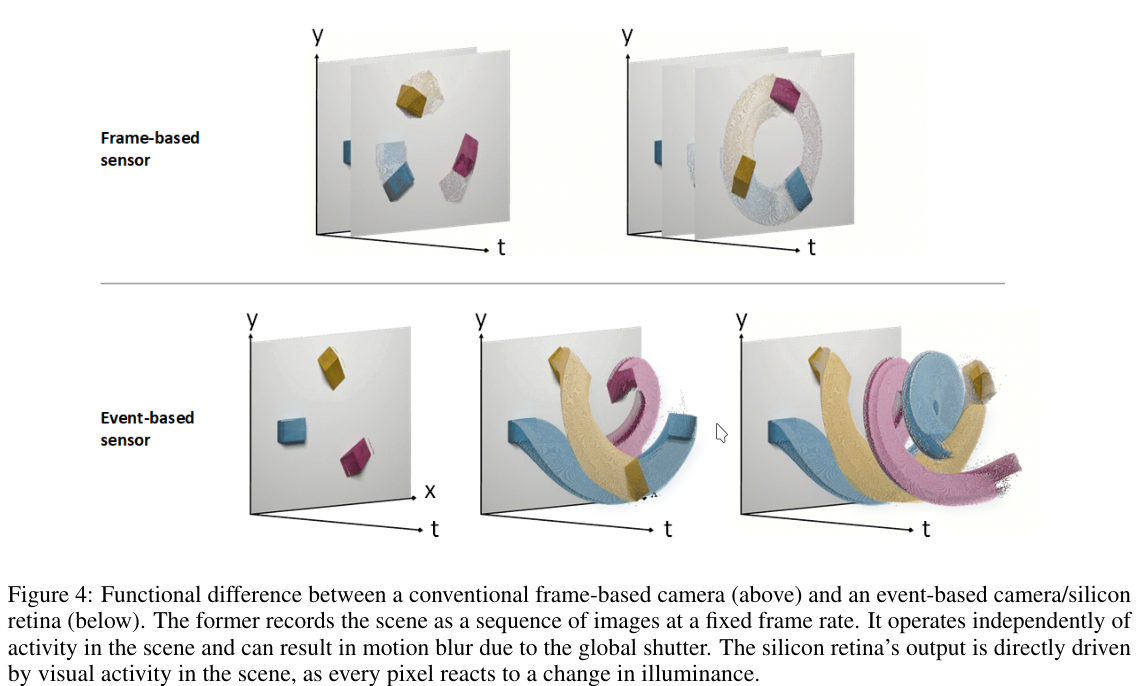 y
y
Frame-based
sensor
t
t
y
y
y
Event-based
sensor
x
x
t
t
t
Figure 4: Functional difference between a conventional frame-based camera (above) and an event-based camera/silicon
retina (below). The former records the scene as a sequence of images at a fixed frame rate. It operates independently of
activity in the scene and can result in motion blur due to the global shutter. The silicon retina's output is directly driven
by visual activity in the scene, as every pixel reacts to a change in illuminance.